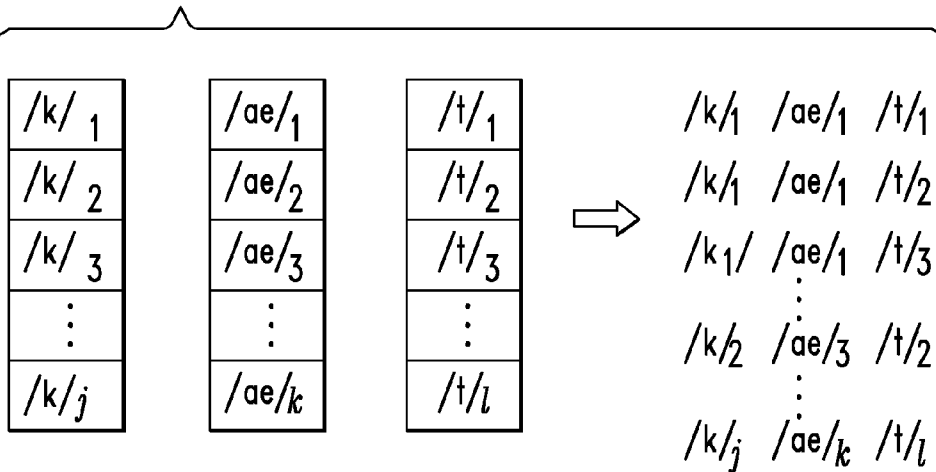 /k/ 1 /ae/1 /t/1
/k/ 2 /ae/2 /t/2
/k/ 3 /ae/3 /t/3
⋮ ⋮ ⋮
/k/j /ae/k /t/l
/k/1 /ae/1 /t/1
/k/1 /ae/1 /t/2
/k1/ /ae/1 /t/3
⋮
/k/2 /ae/3 /t/2
⋮
/k/j /ae/k /t/l